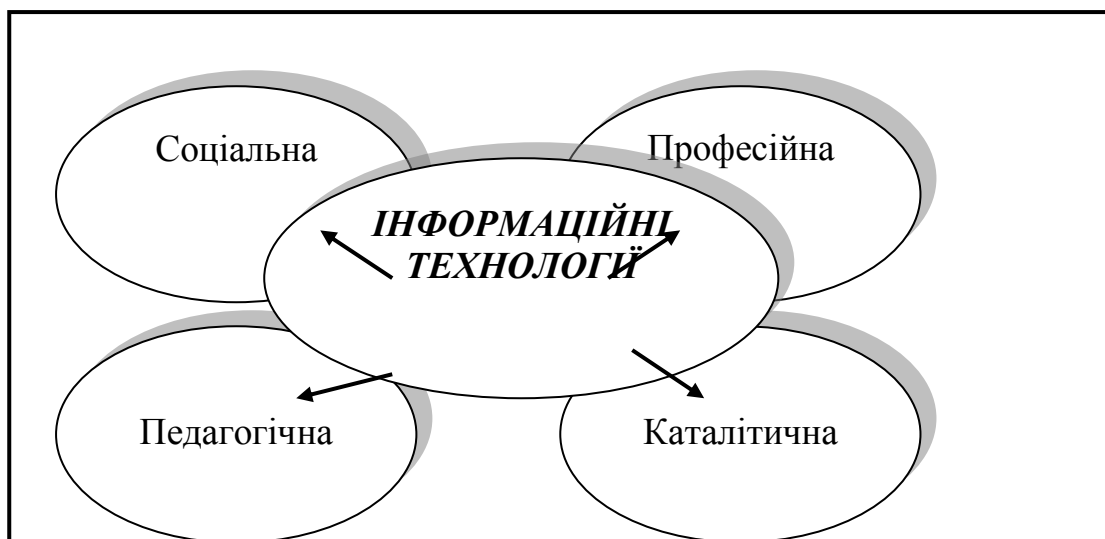 Соціальна
Професійна
ІНФОРМАЦІЙНІ
ТЕХНОЛОГІЇ
Педагогічна
Каталітична